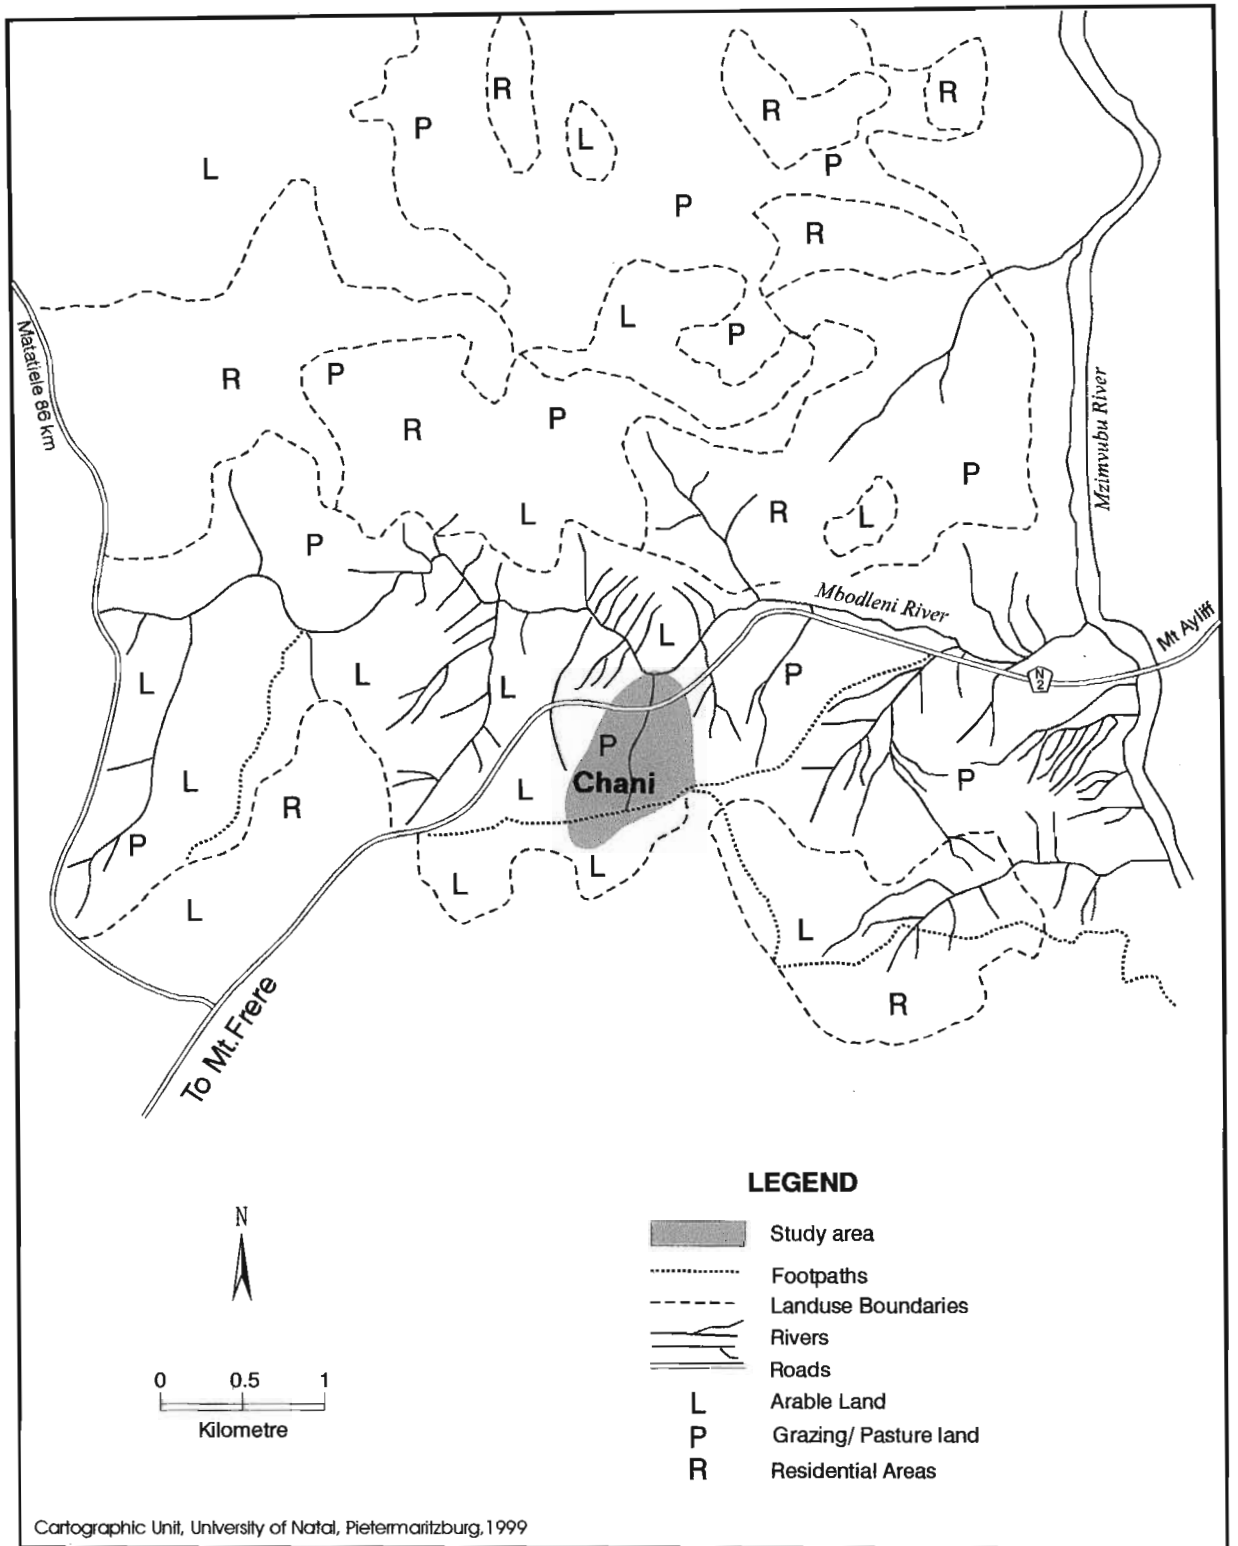 R
R
R
P
L
P
L
P
R
L
P
R
P
P
R
L
P
R
L
P
L
P
L
L
L
P
L
R
P
L
P
Chani
L
P
L
L
L
L
R
Matatiele 86 km
Mzimvubu River
Mbodleni River
Mt Ayliff
N
2
To Mt.Frere
LEGEND
Study area
Footpaths
Landuse Boundaries
Rivers
Roads
L Arable Land
P Grazing/ Pasture land
R Residential Areas
N
0 0.5 1
Kilometre
Cartographic Unit, University of Natal, Pietermaritzburg,1999